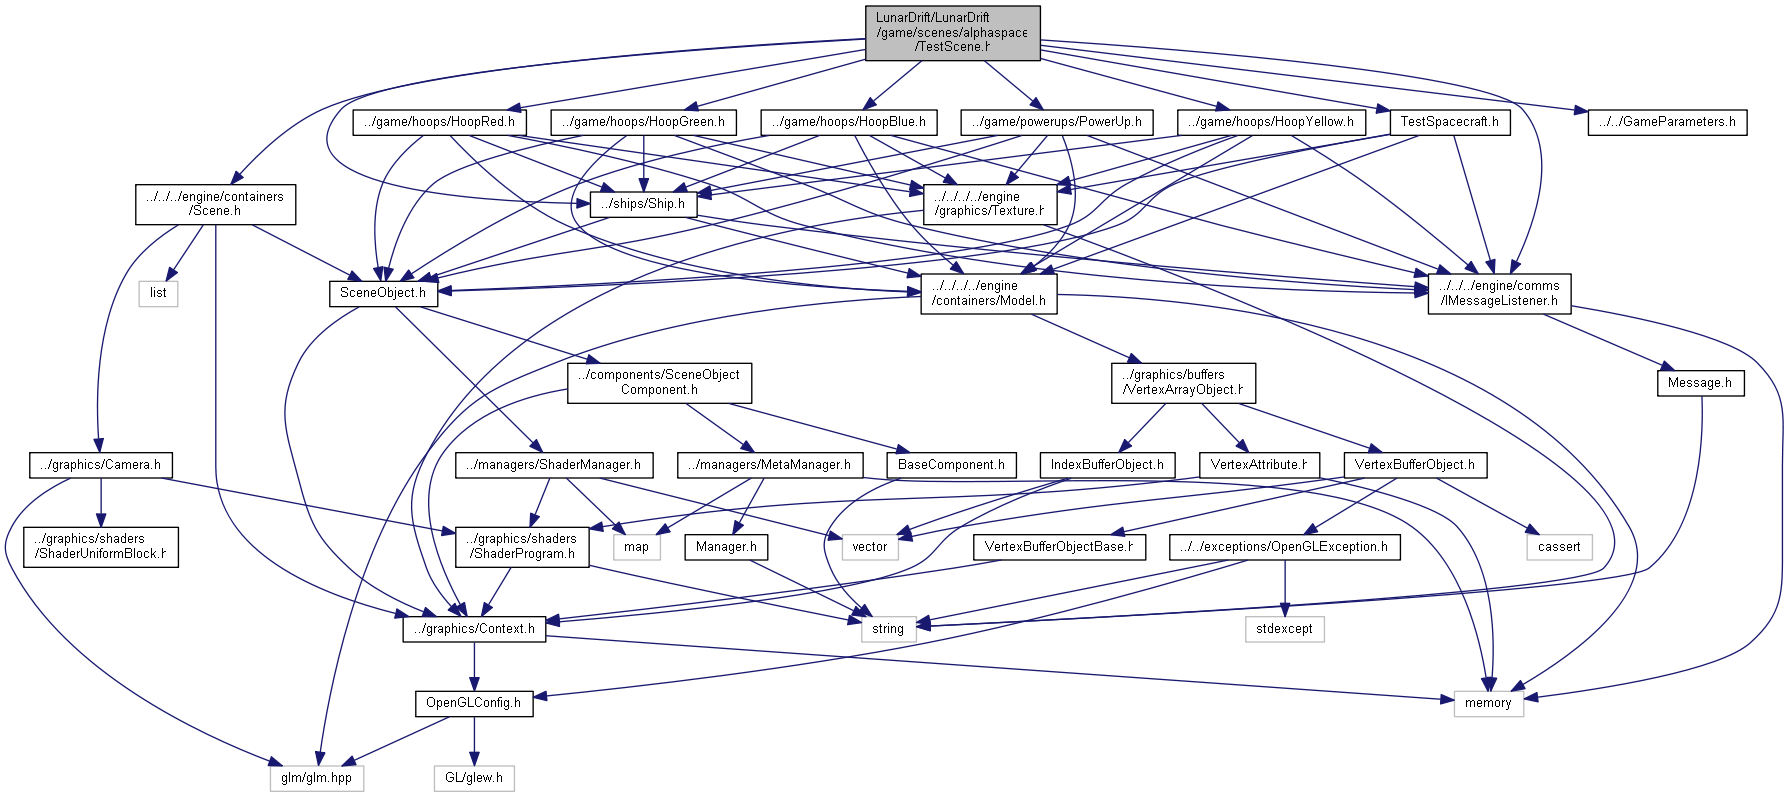 LunarDrift/LunarDrift
/game/scenes/alphaspace
/TestScene.h
../game/hoops/HoopRed.h
../game/hoops/HoopGreen.h
../game/hoops/HoopBlue.h
../game/powerups/PowerUp.h
../game/hoops/HoopYellow.h
TestSpacecraft.h
../../GameParameters.h
../../../engine/containers
/Scene.h
../ships/Ship.h
../../../../engine
/graphics/Texture.h
list
SceneObject.h
../../../../engine
/containers/Model.h
../../../engine/comms
/IMessageListener.h
../components/SceneObject
Component.h
../graphics/buffers
/VertexArrayObject.h
Message.h
../graphics/Camera.h
../managers/ShaderManager.h
../managers/MetaManager.h
BaseComponent.h
IndexBufferObject.h
VertexAttribute.h
VertexBufferObject.h
../graphics/shaders
/ShaderUniformBlock.h
../graphics/shaders
/ShaderProgram.h
map
Manager.h
vector
VertexBufferObjectBase.h
../../exceptions/OpenGLException.h
cassert
../graphics/Context.h
string
stdexcept
OpenGLConfig.h
memory
glm/glm.hpp
GL/glew.h